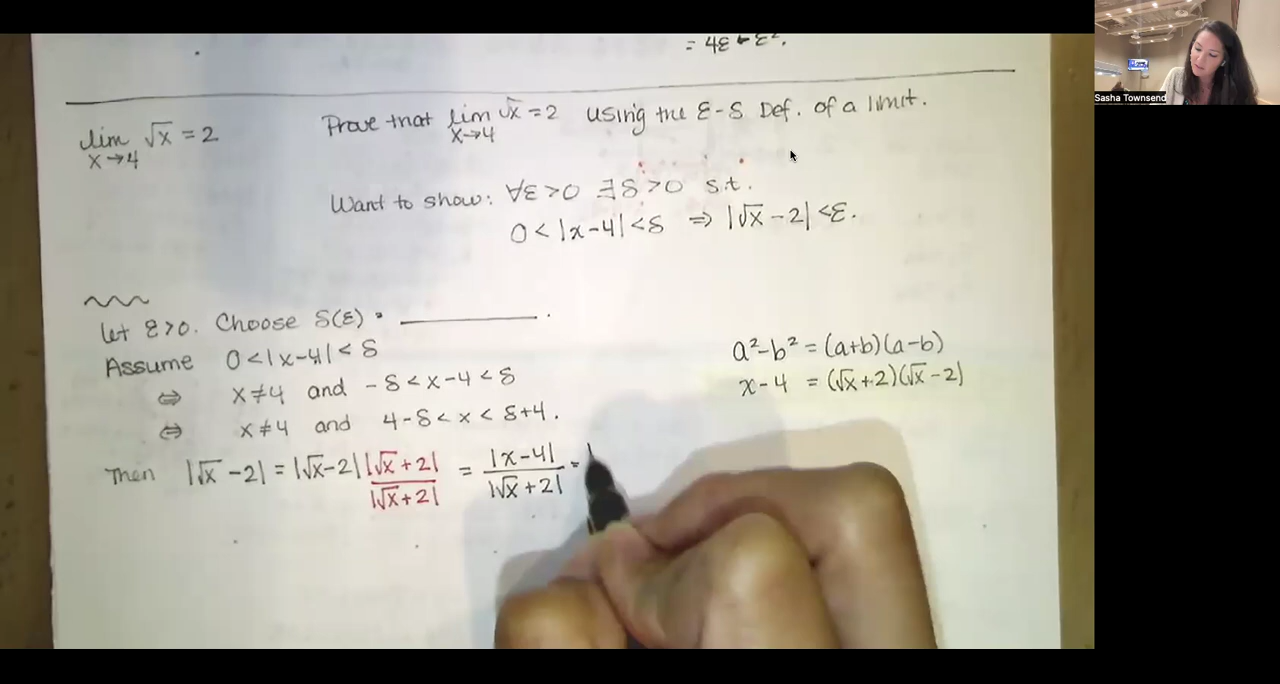 = 4ε - ε².
lim √x = 2
x→4
Prove that lim √x = 2 using the ε-δ Def. of a limit.
x→4
Want to show: ∀ε>0 ∃δ>0 s.t.
0 < |x-4| < δ ⇒ |√x - 2| < ε.
Let ε>0. Choose δ(ε) = ________.
Assume 0<|x-4|< δ
⇔ x≠4 and -δ < x-4 < δ
⇔ x≠4 and 4-δ < x < δ+4.
a²-b² = (a+b)(a-b)
x-4 = (√x+2)(√x-2)
Then |√x - 2| = |√x-2| |√x+2| / |√x+2| = |x-4| / |√x+2| =
Sasha Townsend